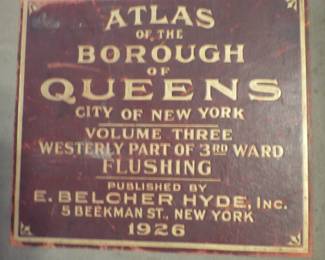 ATLAS
OF THE
BOROUGH
OF
QUEENS
CITY OF NEW YORK
VOLUME THREE
WESTERLY PART OF 3RD WARD
FLUSHING
PUBLISHED BY
E. BELCHER HYDE, INC.
5 BEEKMAN ST., NEW YORK
1926